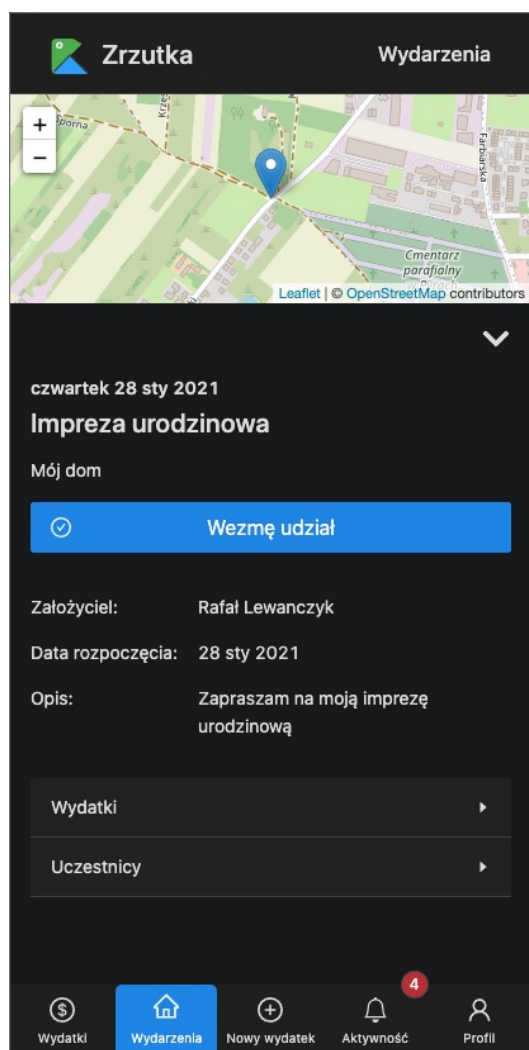 Zrzutka
Wydarzenia
+
Sporna
−
Farbiarska
Cmentarz
parafialny
Leaflet | © OpenStreetMap contributors
czwartek 28 sty 2021
Impreza urodzinowa
Mój dom
Wezmę udział
Założyciel: Rafał Lewanczyk
Data rozpoczęcia: 28 sty 2021
Opis: Zapraszam na moją imprezę
urodzinową
Wydatki
Uczestnicy
4
Wydatki Wydarzenia Nowy wydatek Aktywność Profil